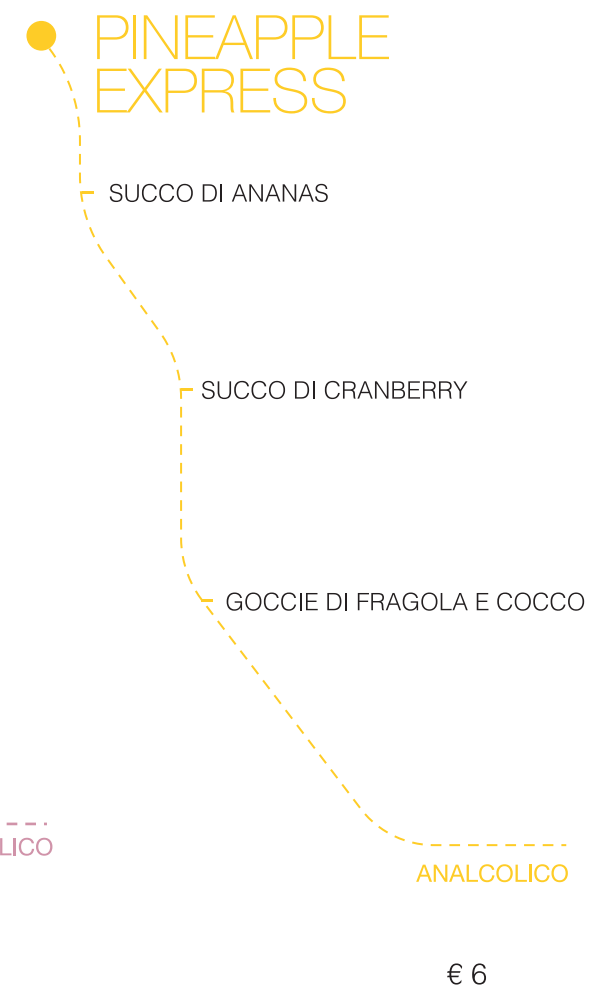 PINEAPPLE
EXPRESS
SUCCO DI ANANAS
SUCCO DI CRANBERRY
GOCCIE DI FRAGOLA E COCCO
LICO
ANALCOLICO
€ 6